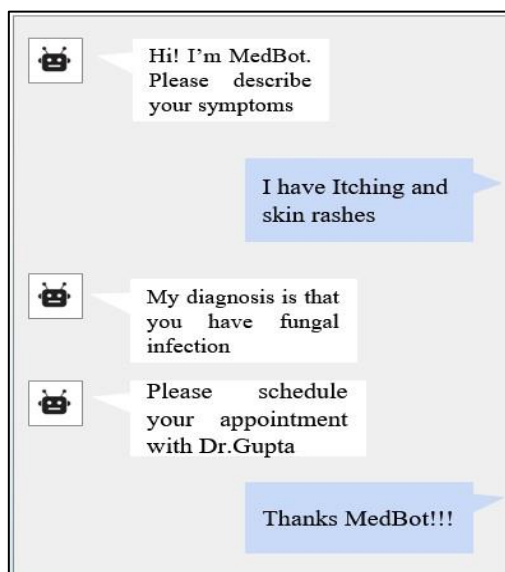 Hi! I'm MedBot.
Please describe
your symptoms
I have Itching and
skin rashes
My diagnosis is that
you have fungal
infection
Please schedule
your appointment
with Dr.Gupta
Thanks MedBot!!!